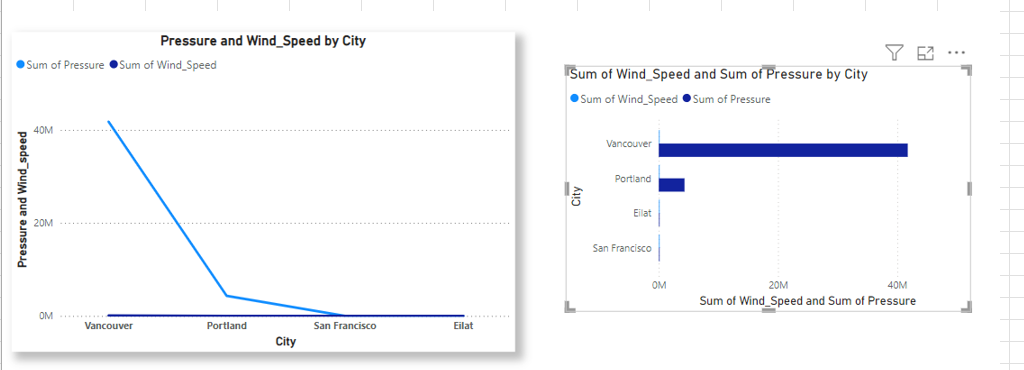 Pressure and Wind_Speed by City
Sum of Pressure Sum of Wind_Speed
Pressure and Wind_speed
40M
20M
0M
Vancouver Portland San Francisco Eilat
City
Sum of Wind_Speed and Sum of Pressure by City
Sum of Wind_Speed Sum of Pressure
City
Vancouver
Portland
Eilat
San Francisco
0M 20M 40M
Sum of Wind_Speed and Sum of Pressure